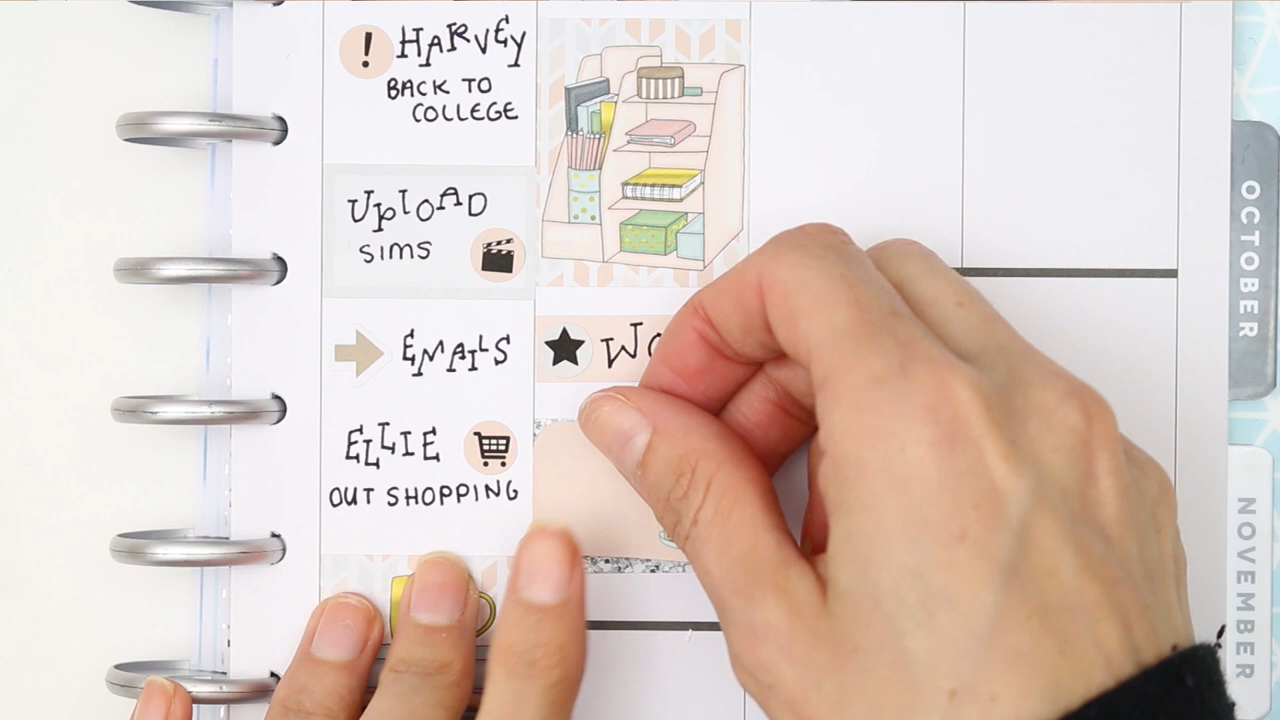 ! HARVEY
BACK TO
COLLEGE
UPLOAD
SIMS
EMAILS
ELLIE
OUT SHOPPING
OCTOBER
NOVEMBER